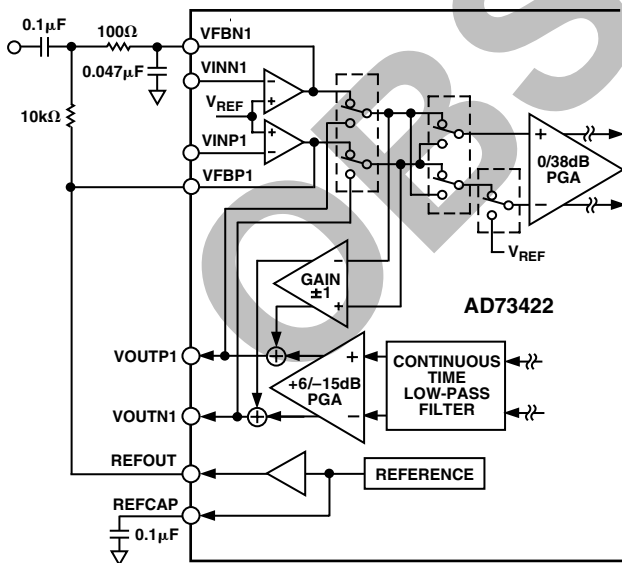 0.1µF
100Ω
VFBN1
0.047µF
VINN1
VREF
10kΩ
VINP1
VFBP1
0/38dB
PGA
VREF
GAIN
±1
AD73422
VOUTP1
+6/–15dB
PGA
CONTINUOUS
TIME
LOW-PASS
FILTER
VOUTN1
REFOUT
REFERENCE
REFCAP
0.1µF
OBS